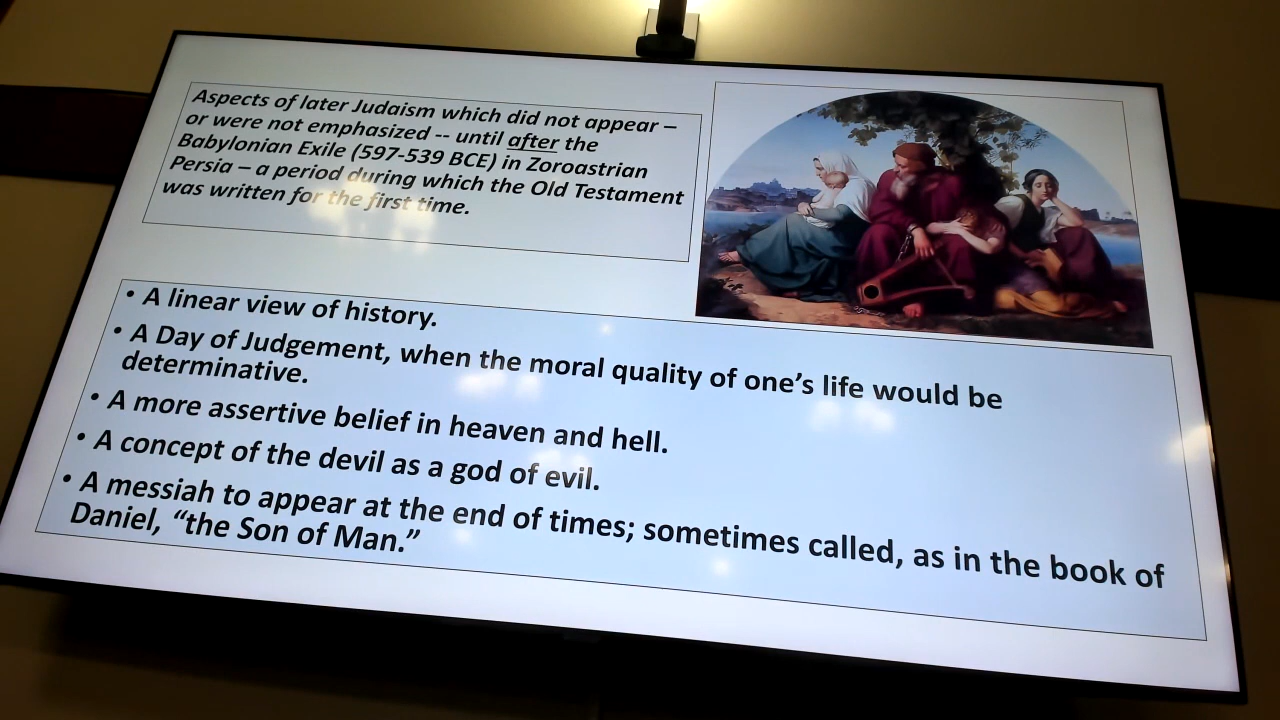 Aspects of later Judaism which did not appear –
or were not emphasized -- until after the
Babylonian Exile (597-539 BCE) in Zoroastrian
Persia – a period during which the Old Testament
was written for the first time.
• A linear view of history.
• A Day of Judgement, when the moral quality of one's life would be
determinative.
• A more assertive belief in heaven and hell.
• A concept of the devil as a god of evil.
• A messiah to appear at the end of times; sometimes called, as in the book of
Daniel, “the Son of Man.”